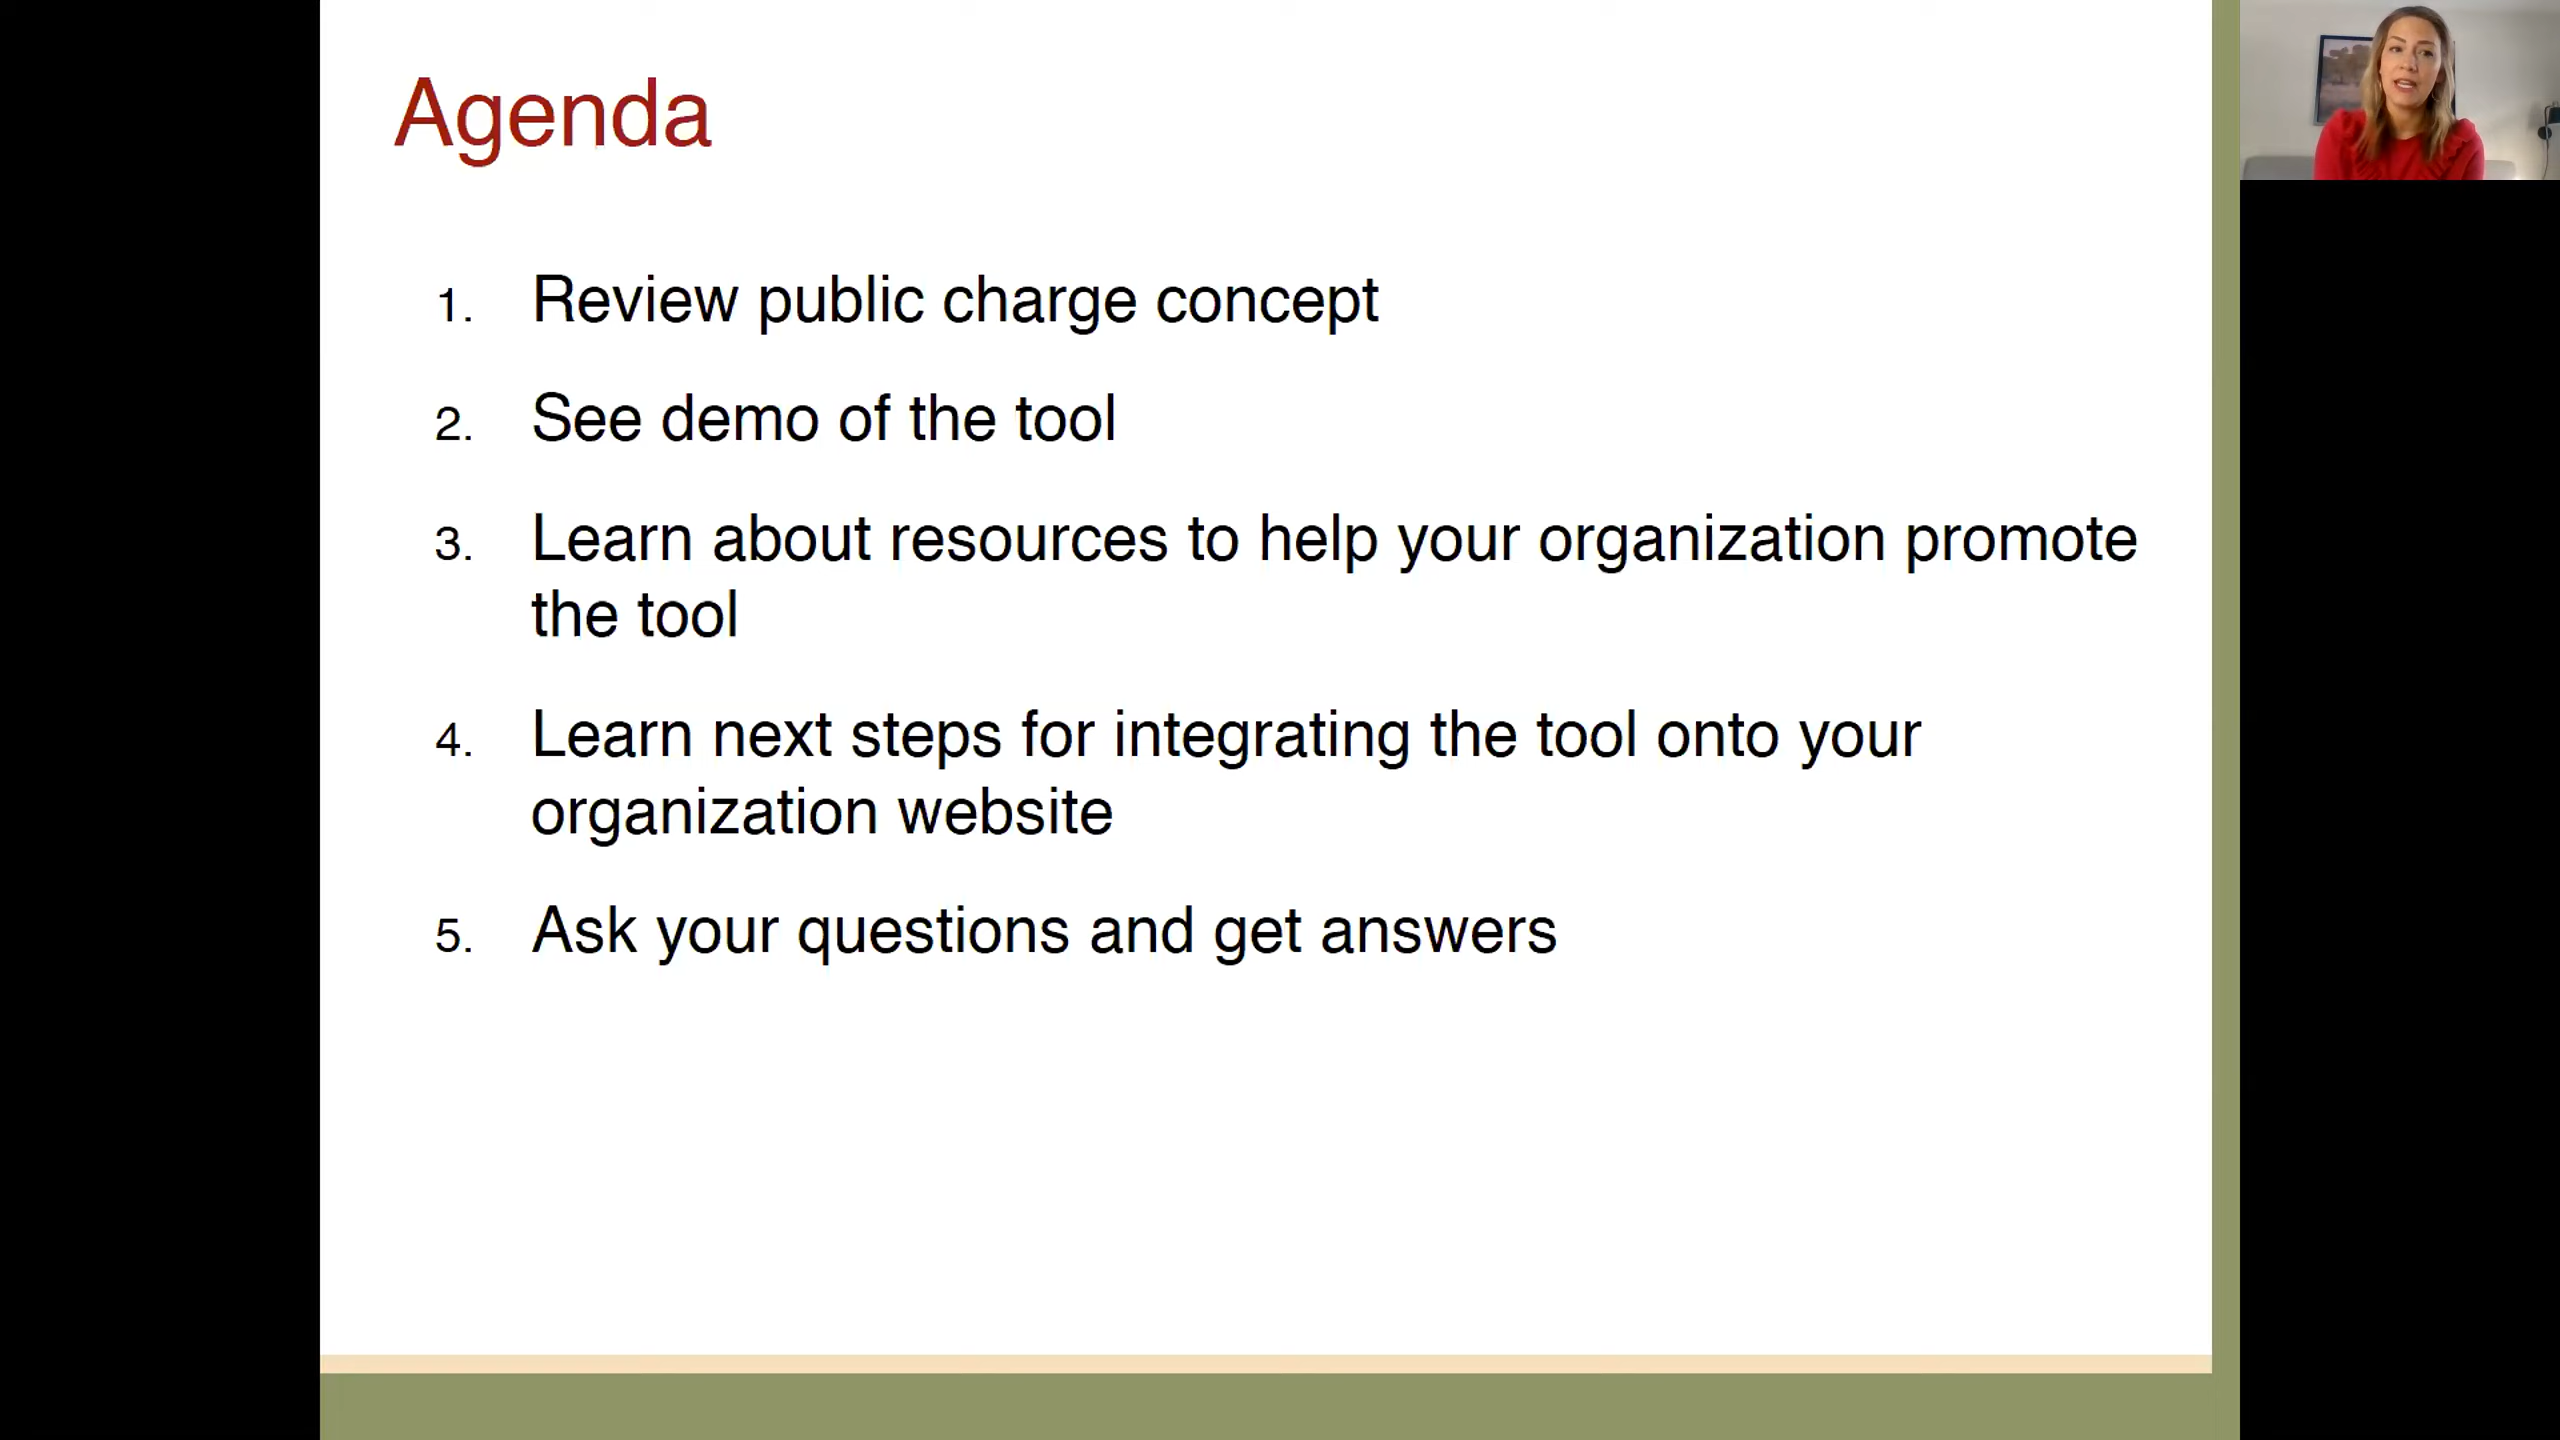 Agenda
1. Review public charge concept
2. See demo of the tool
3. Learn about resources to help your organization promote
the tool
4. Learn next steps for integrating the tool onto your
organization website
5. Ask your questions and get answers